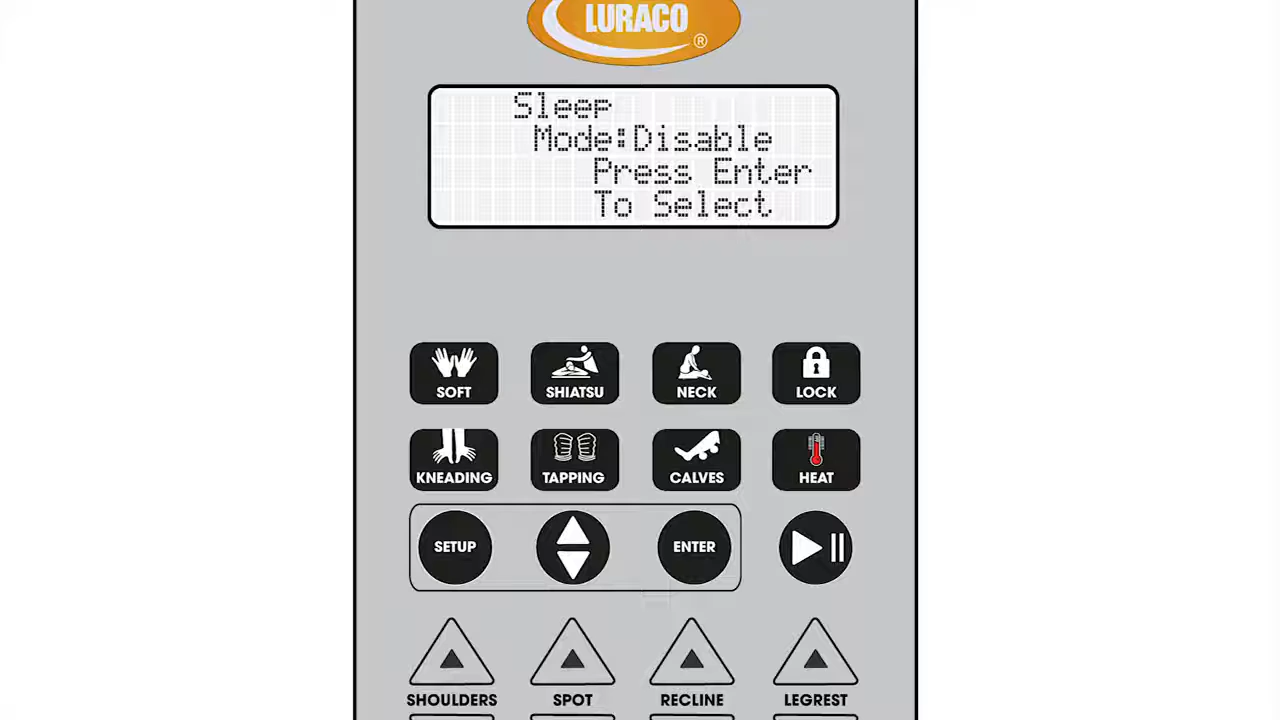 LURACO
®
Sleep
Mode:Disable
Press Enter
To Select
SOFT
SHIATSU
NECK
LOCK
KNEADING
TAPPING
CALVES
HEAT
SETUP
ENTER
SHOULDERS
SPOT
RECLINE
LEGREST